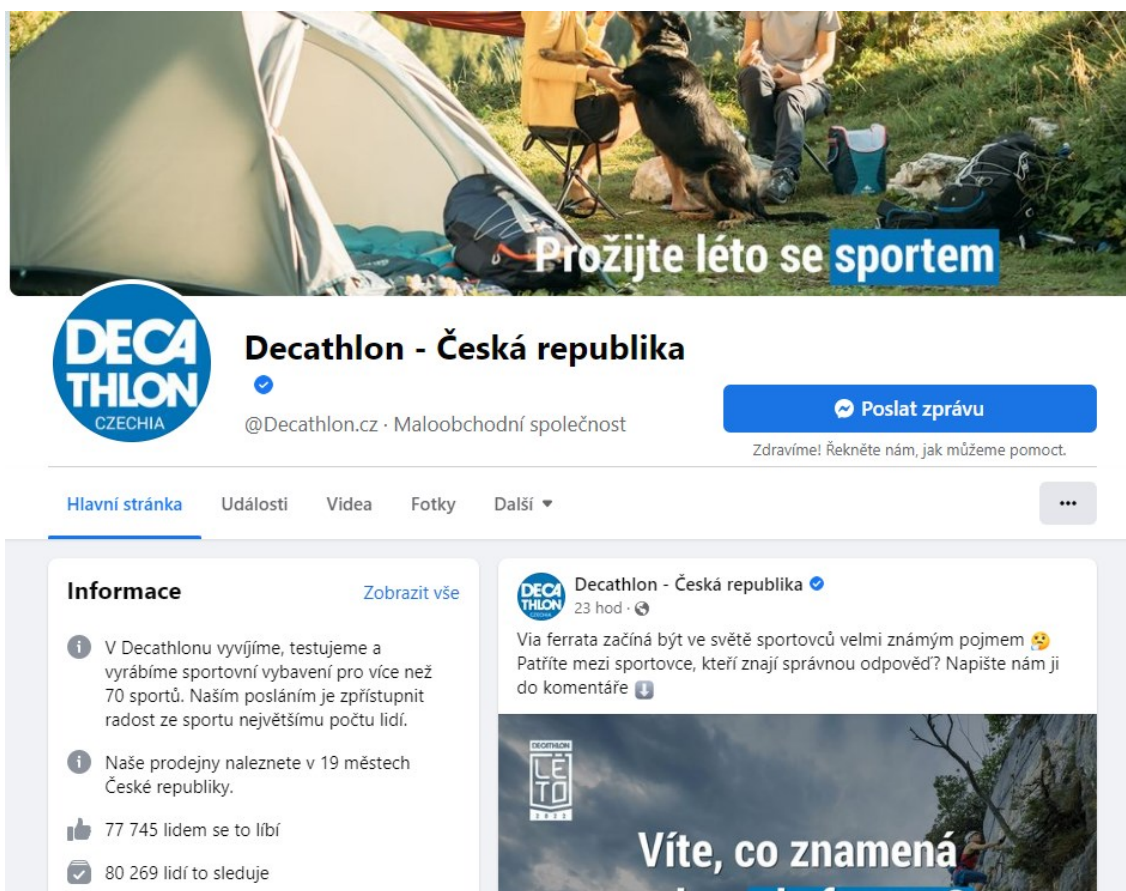 Prožijte léto se sportem
DECA
THLON
CZECHIA
Decathlon - Česká republika
@Decathlon.cz · Maloobchodní společnost
Poslat zprávu
Zdravíme! Řekněte nám, jak můžeme pomoct.
Hlavní stránka Události Videa Fotky Další
Informace Zobrazit vše
V Decathlonu vyvíjíme, testujeme a
vyrábíme sportovní vybavení pro více než
70 sportů. Naším posláním je zpřístupnit
radost ze sportu největšímu počtu lidí.
Naše prodejny naleznete v 19 městech
České republiky.
77 745 lidem se to líbí
80 269 lidí to sleduje
DECA
THLON
CZECHIA
Decathlon - Česká republika
23 hod ·
Via ferrata začíná být ve světě sportovců velmi známým pojmem 🤔
Patříte mezi sportovce, kteří znají správnou odpověď? Napište nám ji
do komentáře ⬇️
DECATHLON
LÉ
TO
2022
Víte, co znamená